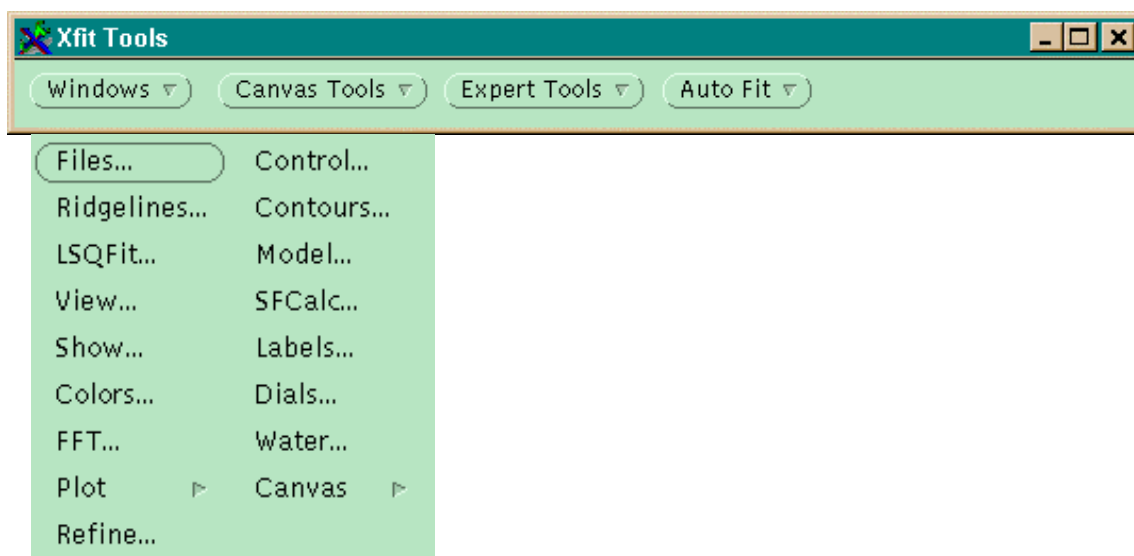 Xfit Tools
Windows Canvas Tools Expert Tools Auto Fit
Files... Control...
Ridgelines... Contours...
LSQFit... Model...
View... SFCalc...
Show... Labels...
Colors... Dials...
FFT... Water...
Plot Canvas
Refine...